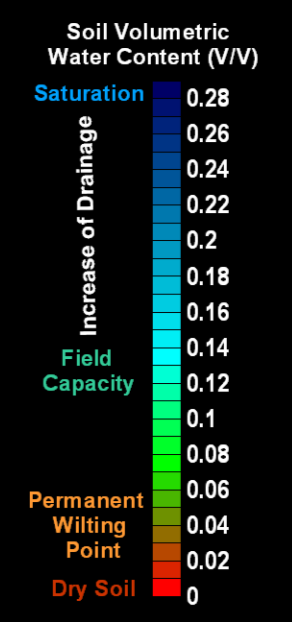 Soil Volumetric
Water Content (V/V)
Saturation
0.28
0.26
0.24
0.22
0.2
0.18
0.16
0.14
0.12
0.1
0.08
0.06
0.04
0.02
0
Increase of Drainage
Field
Capacity
Permanent
Wilting
Point
Dry Soil